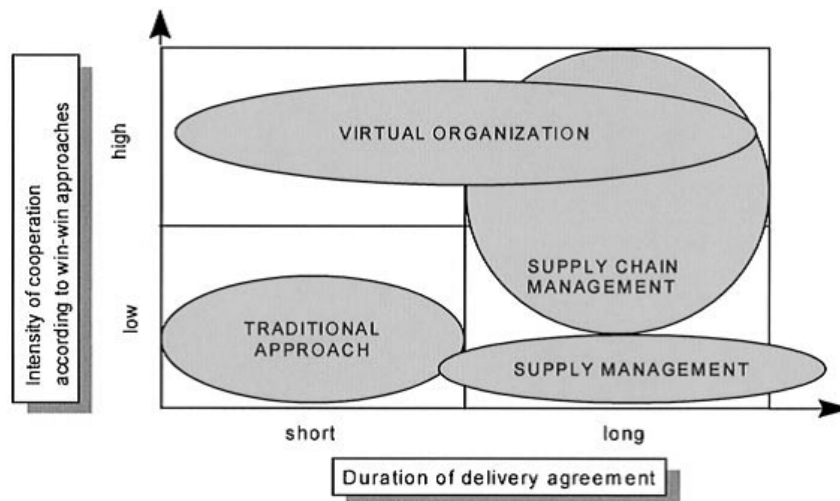 Intensity of cooperation
according to win-win approaches
high
low
VIRTUAL ORGANIZATION
SUPPLY CHAIN
MANAGEMENT
TRADITIONAL
APPROACH
SUPPLY MANAGEMENT
short
long
Duration of delivery agreement